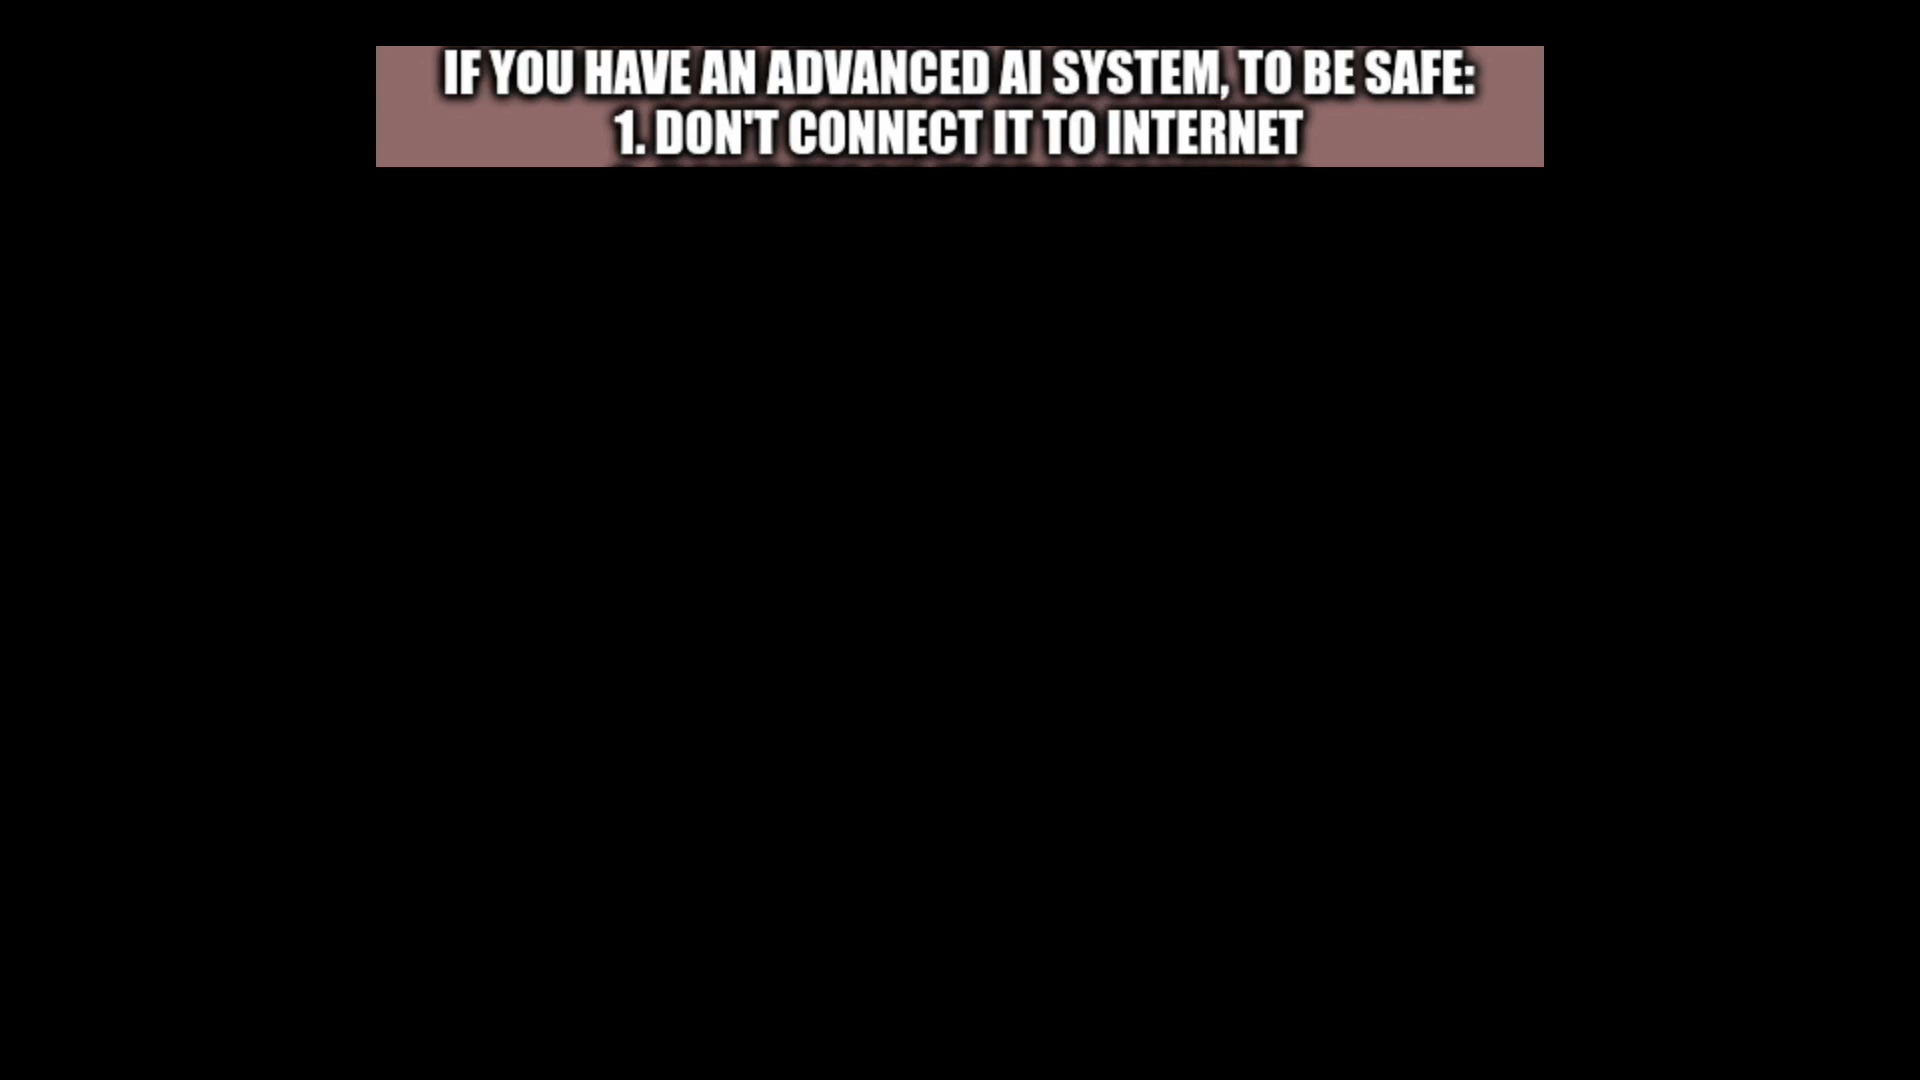 IF YOU HAVE AN ADVANCED AI SYSTEM, TO BE SAFE:
1. DON'T CONNECT IT TO INTERNET